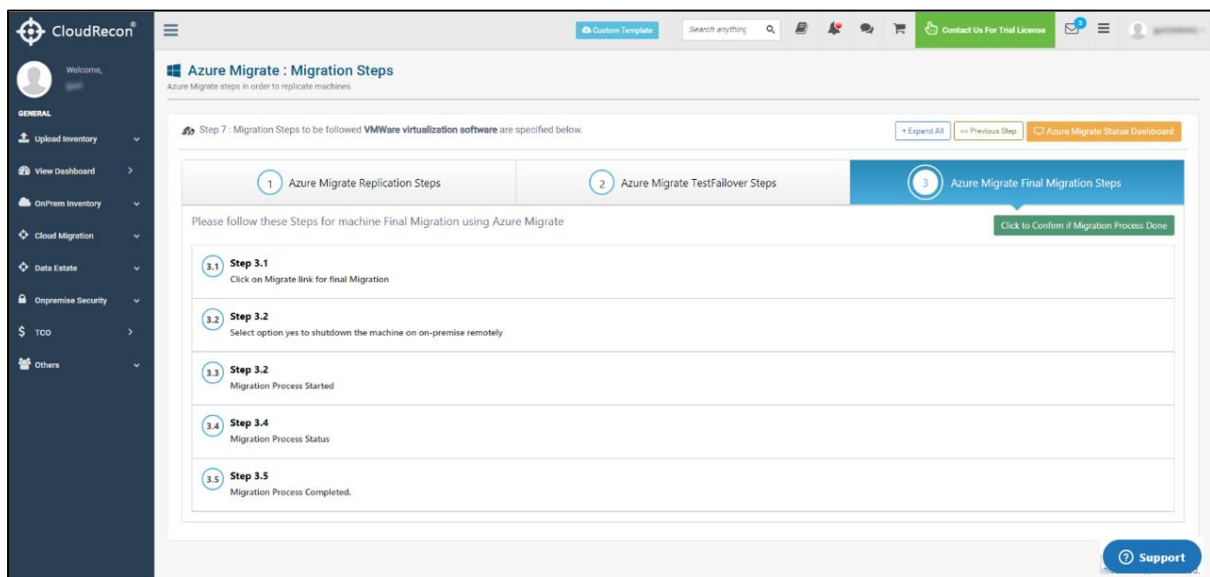 CloudRecon®
Custom Template
Search anything
Contact Us For Trial License
3
Welcome,
GENERAL
Upload Inventory
View Dashboard
OnPrem Inventory
Cloud Migration
Data Estate
Onpremise Security
$ TCO
Others
Azure Migrate : Migration Steps
Azure Migrate steps in order to replicate machines.
Step 7 : Migration Steps to be followed VMWare virtualization software are specified below.
+ Expand All
<< Previous Step
Azure Migrate Status Dashboard
1 Azure Migrate Replication Steps
2 Azure Migrate TestFailover Steps
3 Azure Migrate Final Migration Steps
Please follow these Steps for machine Final Migration using Azure Migrate
Click to Confirm if Migration Process Done
3.1 Step 3.1
Click on Migrate link for final Migration
3.2 Step 3.2
Select option yes to shutdown the machine on on-premise remotely
3.3 Step 3.2
Migration Process Started
3.4 Step 3.4
Migration Process Status
3.5 Step 3.5
Migration Process Completed.
Support